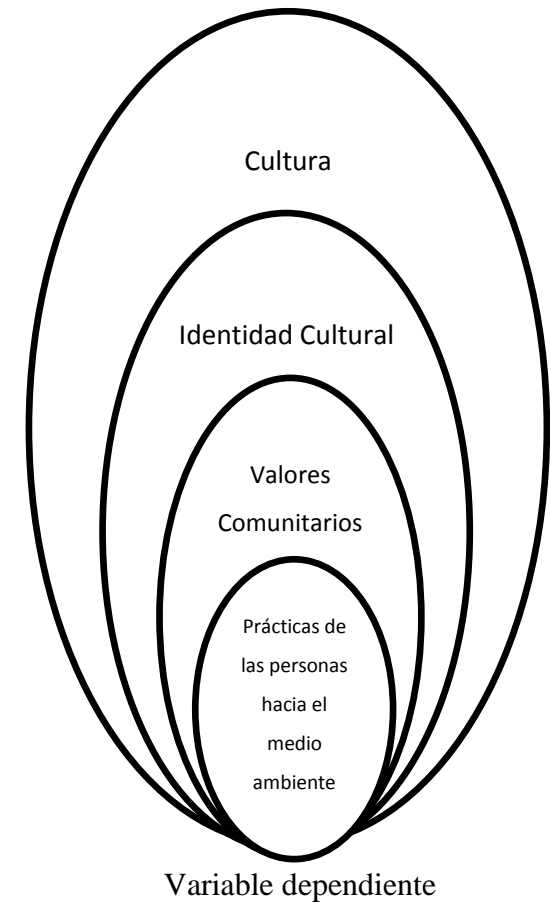 Cultura
Identidad Cultural
Valores
Comunitarios
Prácticas de
las personas
hacia el
medio
ambiente
Variable dependiente